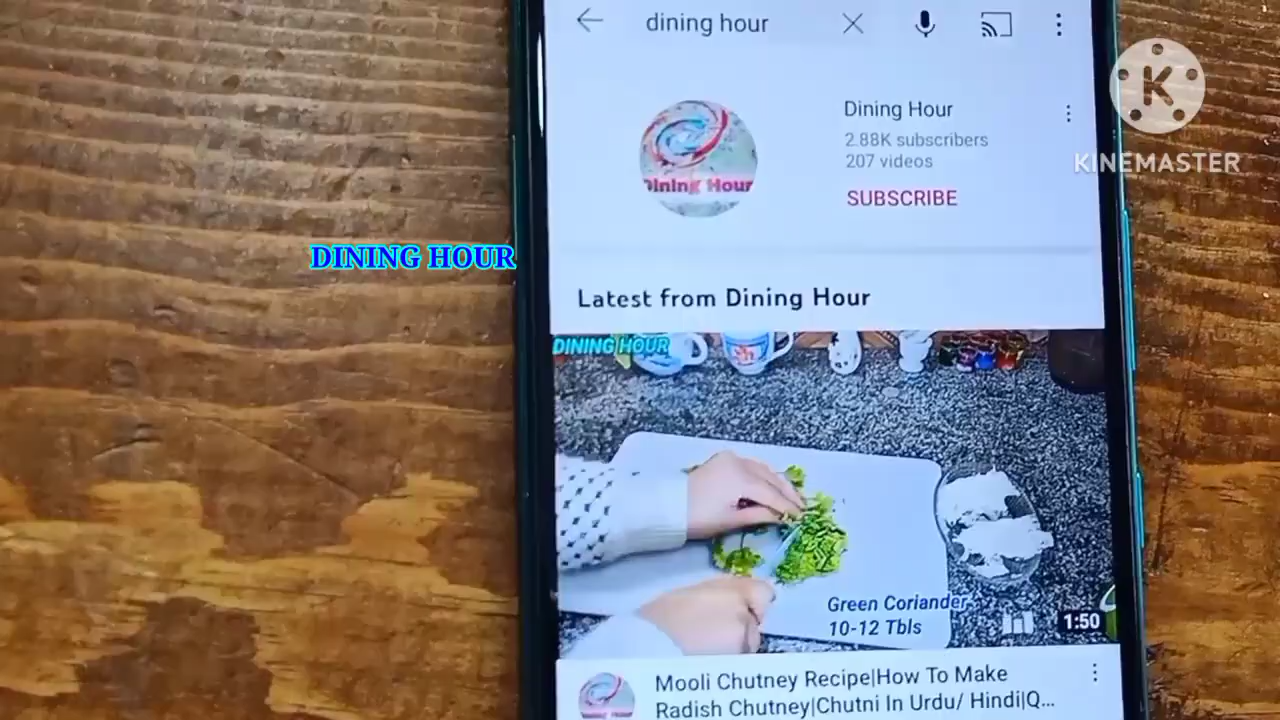 dining hour
Dining Hour
2.88K subscribers
207 videos
SUBSCRIBE
Dining Hour
K
KINEMASTER
DINING HOUR
Latest from Dining Hour
DINING HOUR
Green Coriander
10-12 Tbls
1:50
Mooli Chutney Recipe|How To Make
Radish Chutney|Chutni In Urdu/ Hindi|Q...